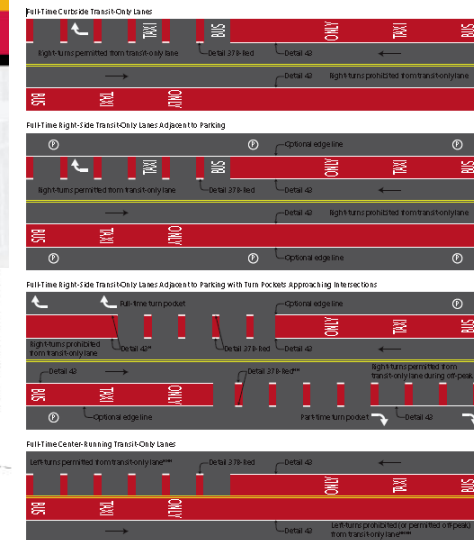 Full-Time Curbside Transit-Only Lanes
TAXI
BUS
ONLY
TAXI
BUS
Right-turns permitted from transit-only lane
Detail 37B-Red
Detail 43
Detail 43
Right-turns prohibited from transit-only lane
BUS
TAXI
ONLY
Full-Time Right-Side Transit-Only Lanes Adjacent to Parking
P
P
Optional edge line
P
TAXI
BUS
ONLY
TAXI
BUS
Right-turns permitted from transit-only lane
Detail 37B-Red
Detail 43
Detail 43
Right-turns prohibited from transit-only lane
BUS
TAXI
ONLY
P
P
Optional edge line
P
Full-Time Right-Side Transit-Only Lanes Adjacent to Parking with Turn Pockets Approaching Intersections
Full-time turn pocket
Optional edge line
P
ONLY
TAXI
BUS
Right-turns prohibited
from transit-only lane
Detail 43*
Detail 37B-Red
Detail 43
Detail 43
Detail 37B-Red**
Right-turns permitted from
transit-only lane during off-peak
BUS
TAXI
ONLY
P
Optional edge line
Part-time turn pocket
Detail 43
Full-Time Center-Running Transit-Only Lanes
Left-turns permitted from transit-only lane
Detail 37B-Red
Detail 43
ONLY
TAXI
BUS
BUS
TAXI
ONLY
Detail 43
Left-turns prohibited (or permitted off-peak)
from transit-only lane